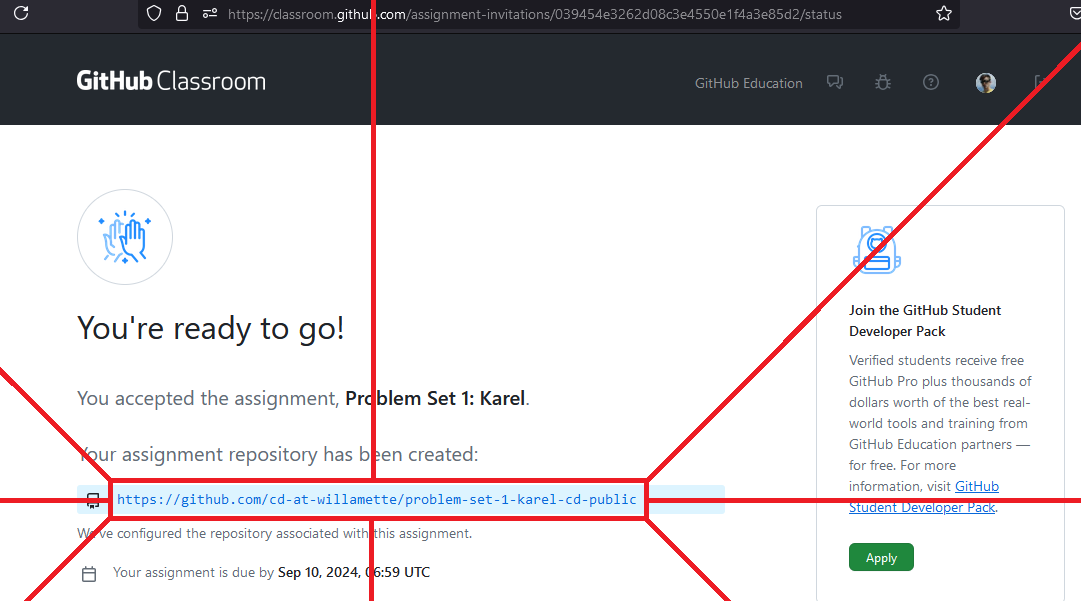 https://classroom.github.com/assignment-invitations/039454e3262d08c3e4550e1f4a3e85d2/status
GitHub Classroom
GitHub Education
You're ready to go!
You accepted the assignment, Problem Set 1: Karel.
Your assignment repository has been created:
https://github.com/cd-at-willamette/problem-set-1-karel-cd-public
We've configured the repository associated with this assignment.
Your assignment is due by Sep 10, 2024, 06:59 UTC
Join the GitHub Student
Developer Pack
Verified students receive free
GitHub Pro plus thousands of
dollars worth of the best real-
world tools and training from
GitHub Education partners —
for free. For more
information, visit GitHub
Student Developer Pack.
Apply